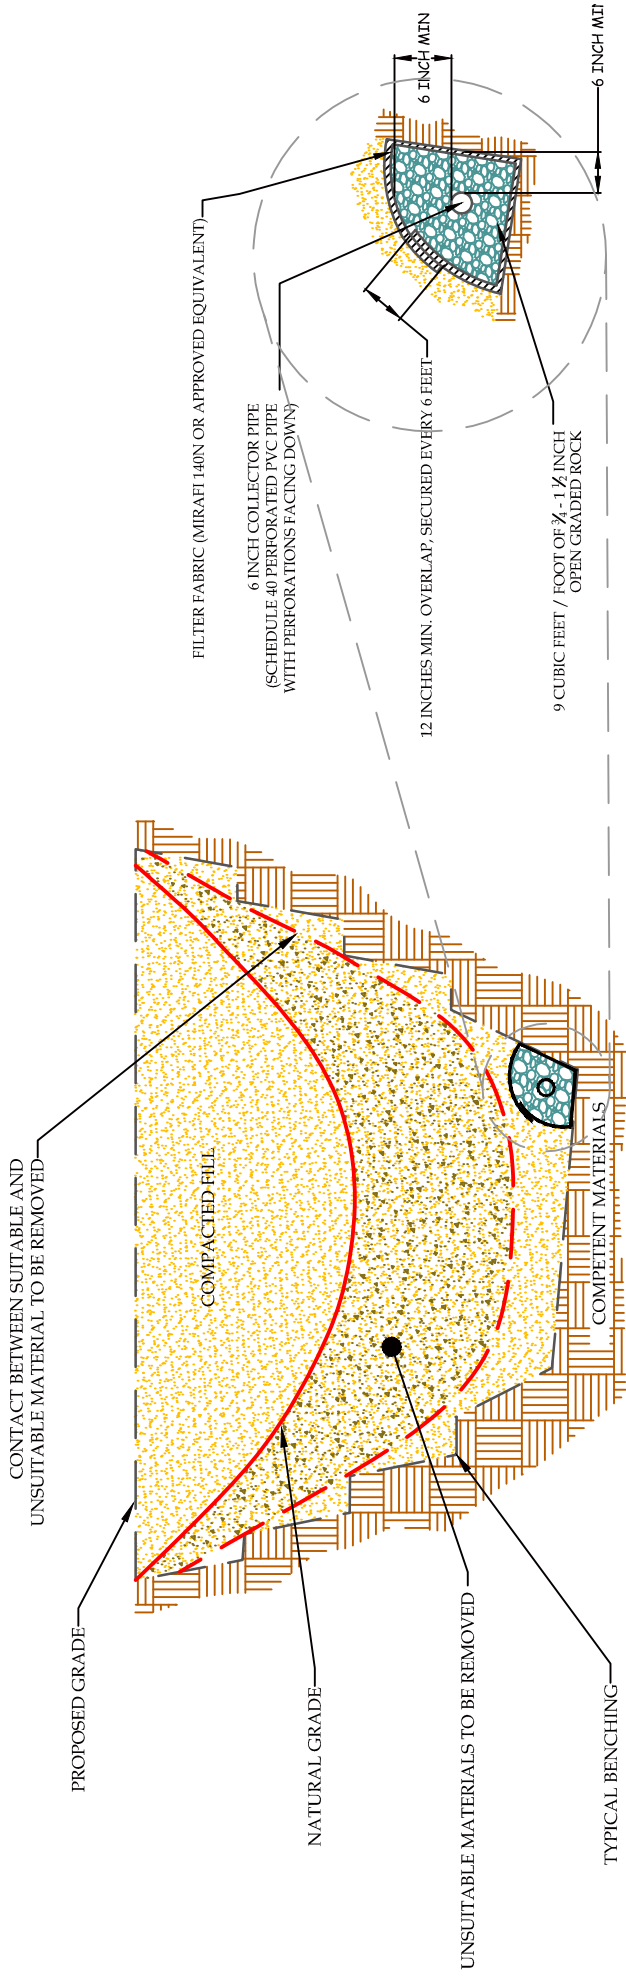 CONTACT BETWEEN SUITABLE AND
UNSUITABLE MATERIAL TO BE REMOVED
PROPOSED GRADE
COMPACTED FILL
NATURAL GRADE
UNSUITABLE MATERIALS TO BE REMOVED
TYPICAL BENCHING
COMPETENT MATERIALS
FILTER FABRIC (MIRAFI 140N OR APPROVED EQUIVALENT)
6 INCH COLLECTOR PIPE
(SCHEDULE 40 PERFORATED PVC PIPE
WITH PERFORATIONS FACING DOWN)
12 INCHES MIN. OVERLAP, SECURED EVERY 6 FEET
9 CUBIC FEET / FOOT OF ¾ - 1 ½ INCH
OPEN GRADED ROCK
6 INCH MIN
6 INCH MIN